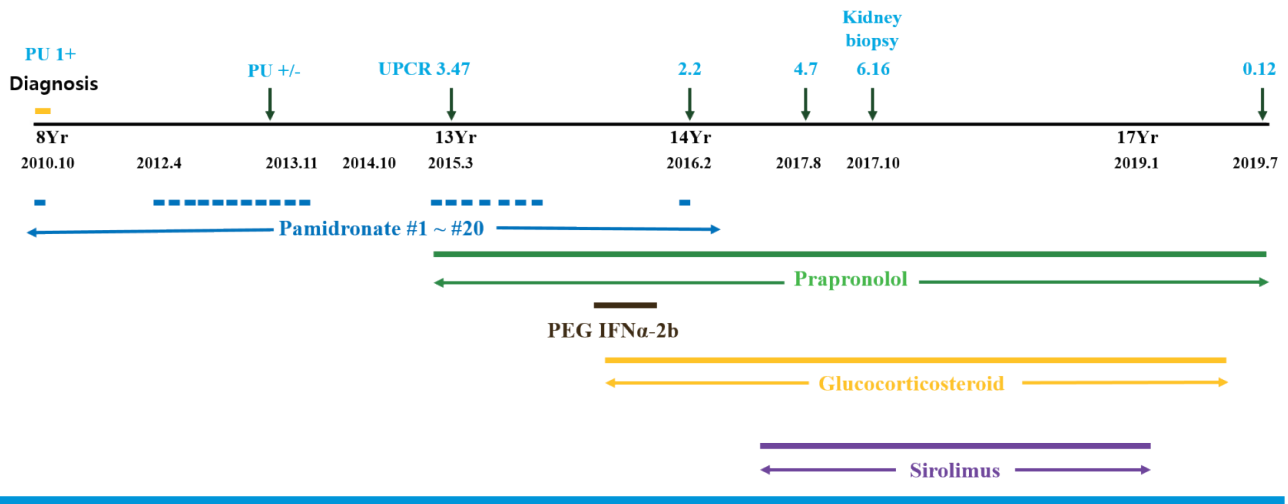 Kidney
biopsy
PU 1+ PU +/- UPCR 3.47 2.2 4.7 6.16 0.12
Diagnosis
8Yr 13Yr 14Yr 17Yr
2010.10 2012.4 2013.11 2014.10 2015.3 2016.2 2017.8 2017.10 2019.1 2019.7
Pamidronate #1 ~ #20
Prapronolol
PEG IFNα-2b
Glucocorticosteroid
Sirolimus